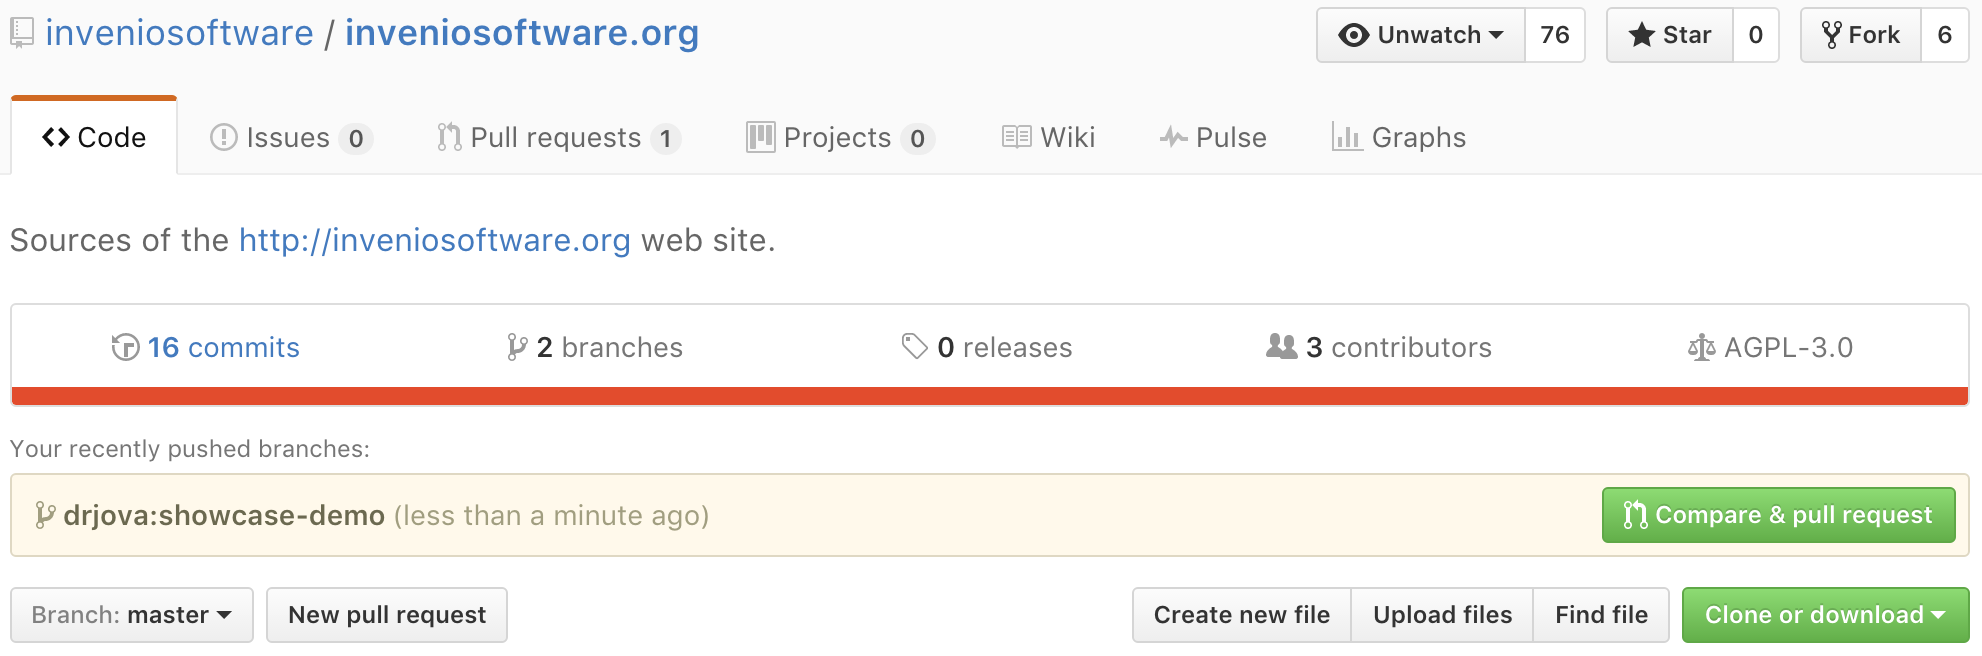 inveniosoftware / inveniosoftware.org Unwatch 76 Star 0 Fork 6
Code Issues 0 Pull requests 1 Projects 0 Wiki Pulse Graphs
Sources of the http://inveniosoftware.org web site.
16 commits 2 branches 0 releases 3 contributors AGPL-3.0
Your recently pushed branches:
drjova:showcase-demo (less than a minute ago) Compare & pull request
Branch: master New pull request Create new file Upload files Find file Clone or download